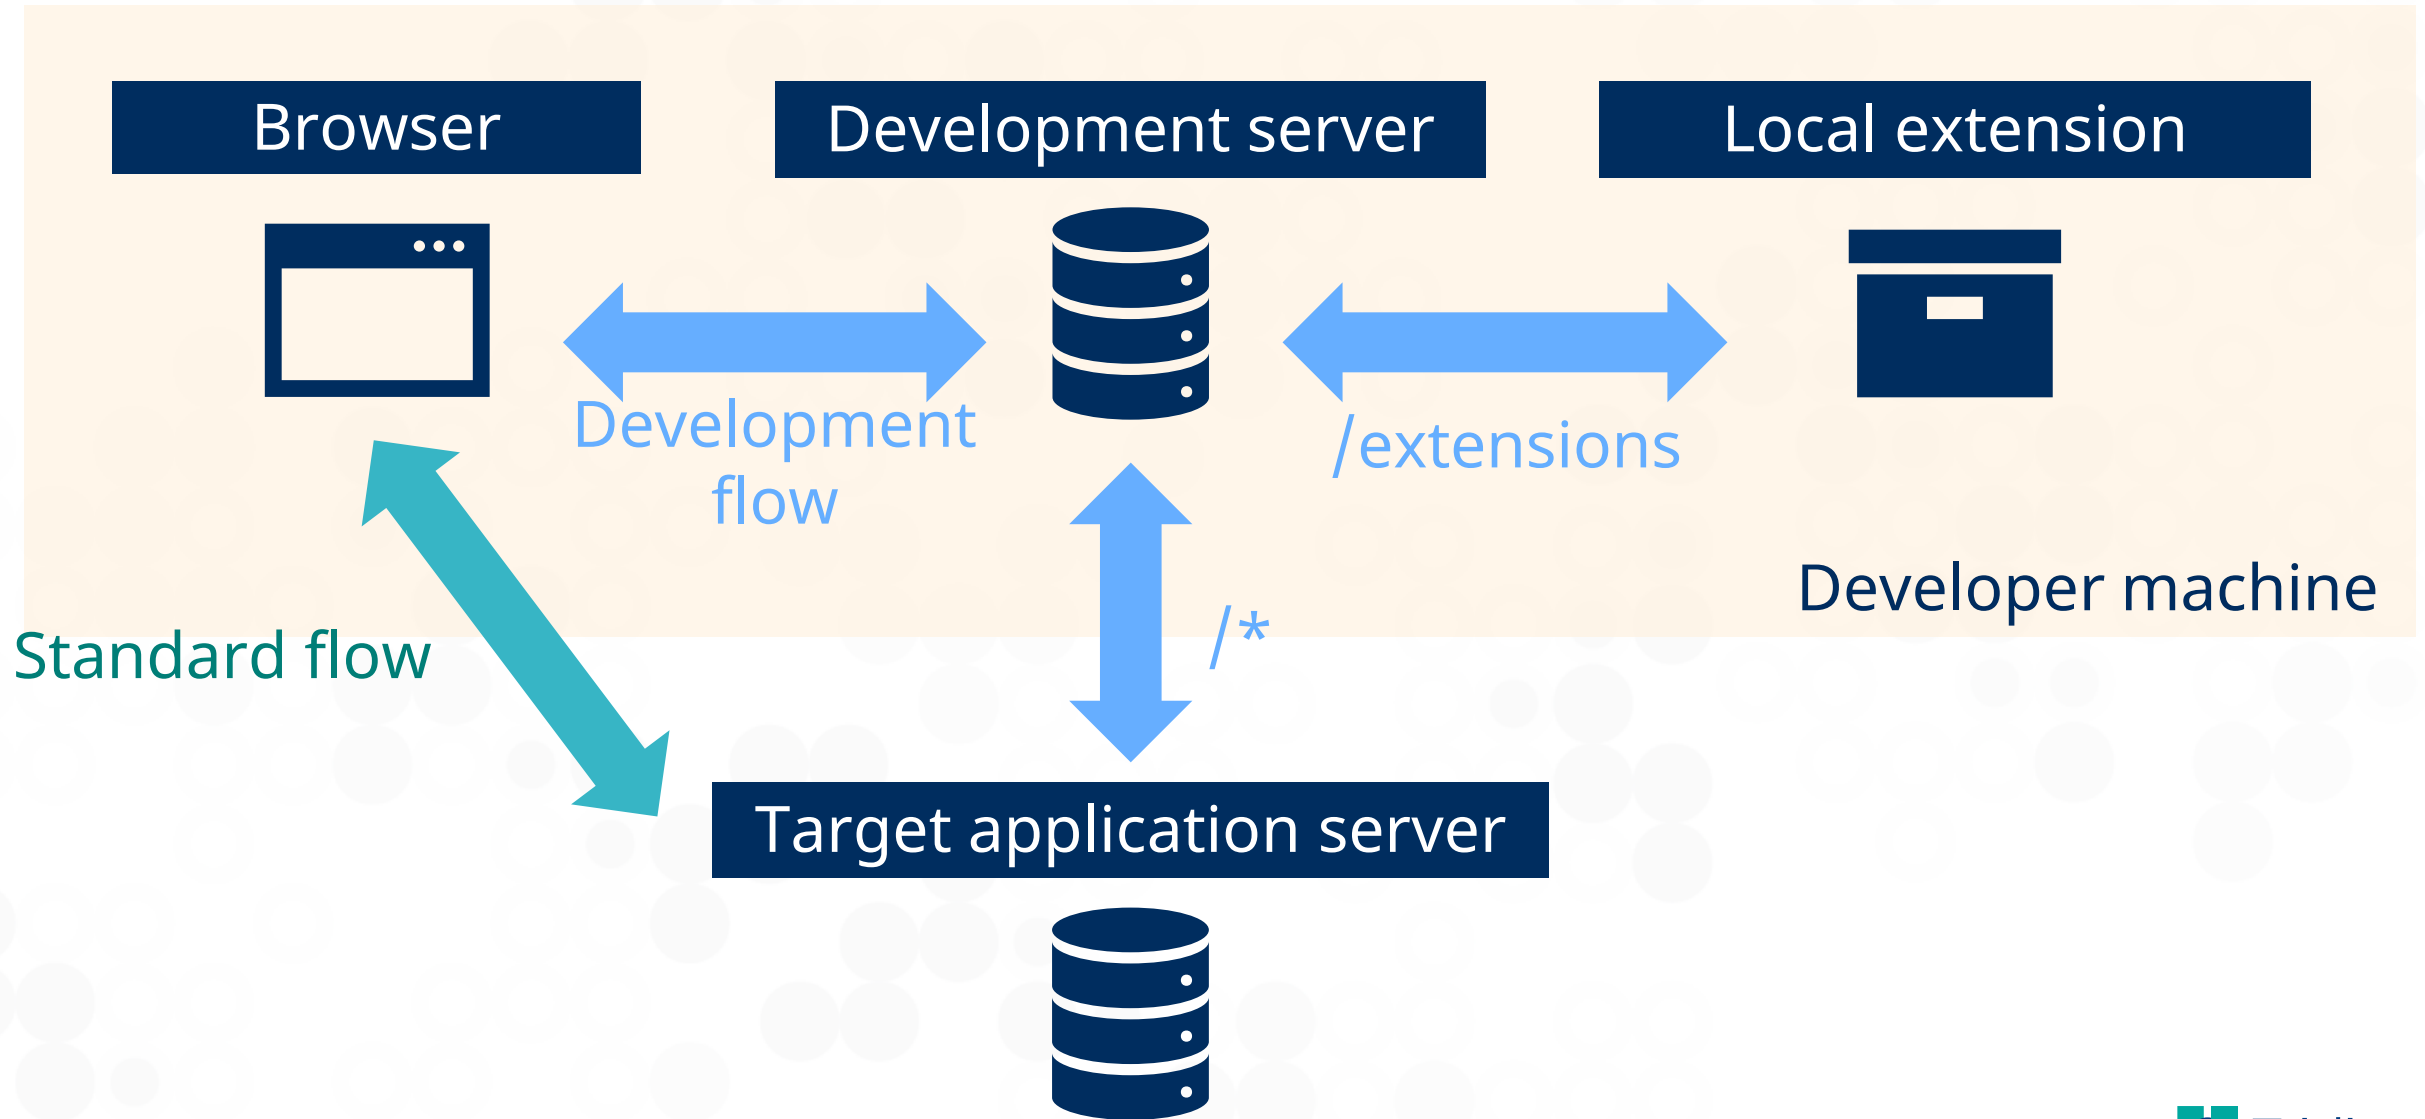 Browser
Development server
Local extension
Development
flow
/extensions
Developer machine
/*
Standard flow
Target application server